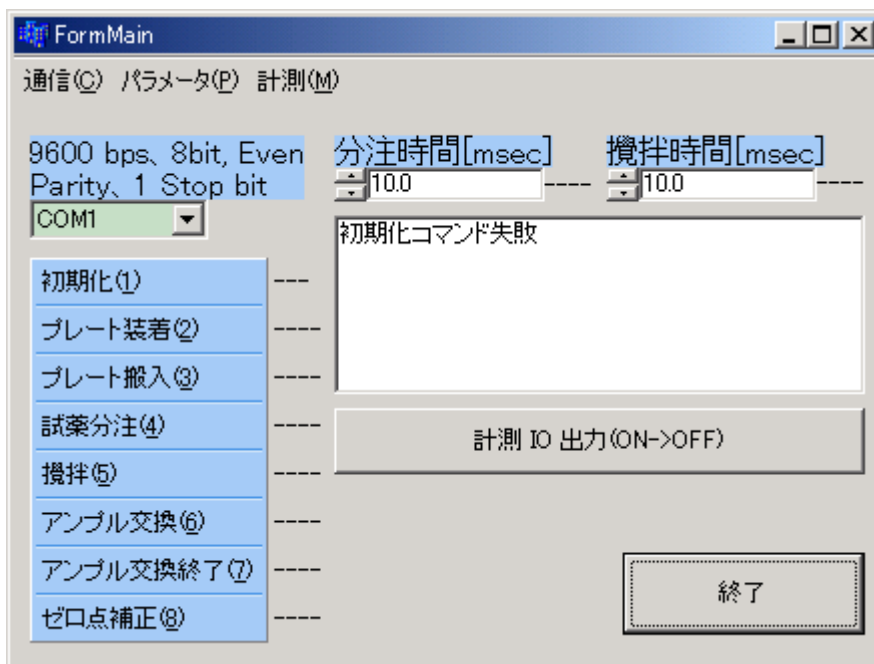 FormMain
通信(C) パラメータ(P) 計測(M)
9600 bps、8bit, Even
Parity、1 Stop bit
COM1
分注時間[msec]
10.0 ----
攪拌時間[msec]
10.0 ----
初期化コマンド失敗
初期化(1) ---
プレート装着(2) ----
プレート搬入(3) ----
試薬分注(4) ----
攪拌(5) ----
アンプル交換(6) ----
アンプル交換終了(7) ----
ゼロ点補正(8) ----
計測 IO 出力(ON->OFF)
終了